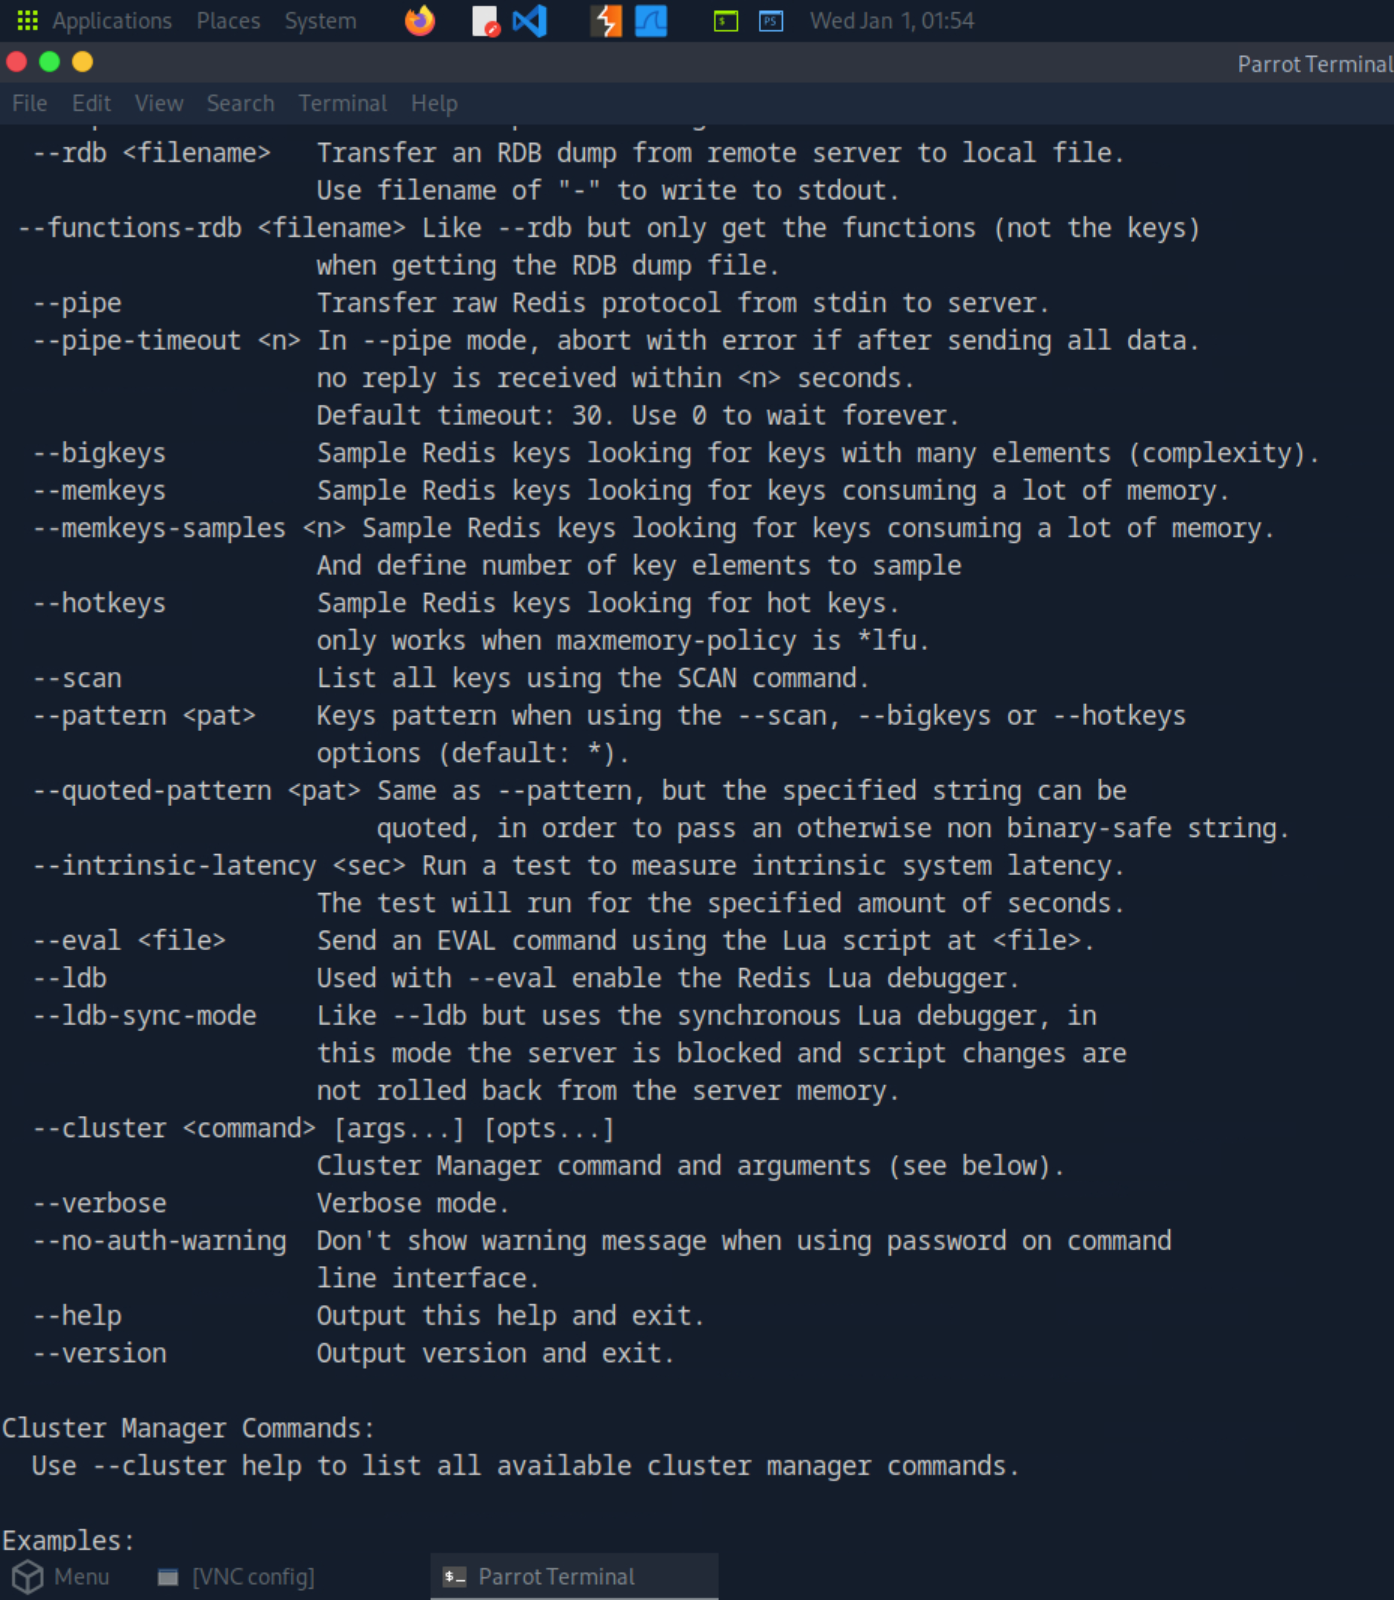 Applications Places System Wed Jan 1, 01:54
Parrot Terminal
File Edit View Search Terminal Help
--rdb <filename> Transfer an RDB dump from remote server to local file.
Use filename of "-" to write to stdout.
--functions-rdb <filename> Like --rdb but only get the functions (not the keys)
when getting the RDB dump file.
--pipe Transfer raw Redis protocol from stdin to server.
--pipe-timeout <n> In --pipe mode, abort with error if after sending all data.
no reply is received within <n> seconds.
Default timeout: 30. Use 0 to wait forever.
--bigkeys Sample Redis keys looking for keys with many elements (complexity).
--memkeys Sample Redis keys looking for keys consuming a lot of memory.
--memkeys-samples <n> Sample Redis keys looking for keys consuming a lot of memory.
And define number of key elements to sample
--hotkeys Sample Redis keys looking for hot keys.
only works when maxmemory-policy is *lfu.
--scan List all keys using the SCAN command.
--pattern <pat> Keys pattern when using the --scan, --bigkeys or --hotkeys
options (default: *).
--quoted-pattern <pat> Same as --pattern, but the specified string can be
quoted, in order to pass an otherwise non binary-safe string.
--intrinsic-latency <sec> Run a test to measure intrinsic system latency.
The test will run for the specified amount of seconds.
--eval <file> Send an EVAL command using the Lua script at <file>.
--ldb Used with --eval enable the Redis Lua debugger.
--ldb-sync-mode Like --ldb but uses the synchronous Lua debugger, in
this mode the server is blocked and script changes are
not rolled back from the server memory.
--cluster <command> [args...] [opts...]
Cluster Manager command and arguments (see below).
--verbose Verbose mode.
--no-auth-warning Don't show warning message when using password on command
line interface.
--help Output this help and exit.
--version Output version and exit.
Cluster Manager Commands:
Use --cluster help to list all available cluster manager commands.
Examples:
Menu [VNC config] Parrot Terminal